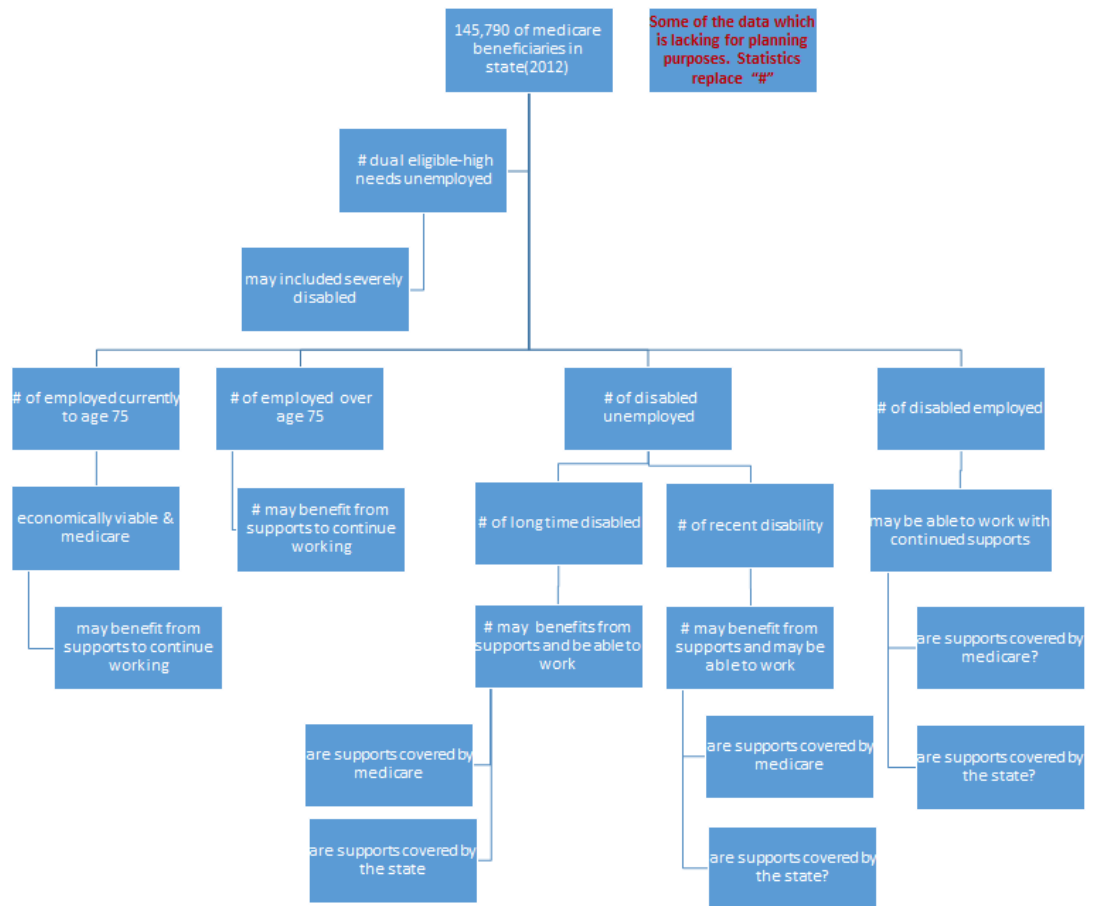 145,790 of medicare
beneficiaries in
state(2012)
Some of the data which
is lacking for planning
purposes. Statistics
replace "#"
# dual eligible-high
needs unemployed
may included severely
disabled
# of employed currently
to age 75
# of employed over
age 75
# of disabled
unemployed
# of disabled employed
economically viable &
medicare
# may benefit from
supports to continue
working
# of long time disabled
# of recent disability
may be able to work with
continued supports
may benefit from
supports to continue
working
# may benefits from
supports and be able to
work
# may benefit from
supports and may be
able to work
are supports covered by
medicare?
are supports covered by
medicare
are supports covered by
medicare
are supports covered by
the state?
are supports covered by
the state
are supports covered by
the state?